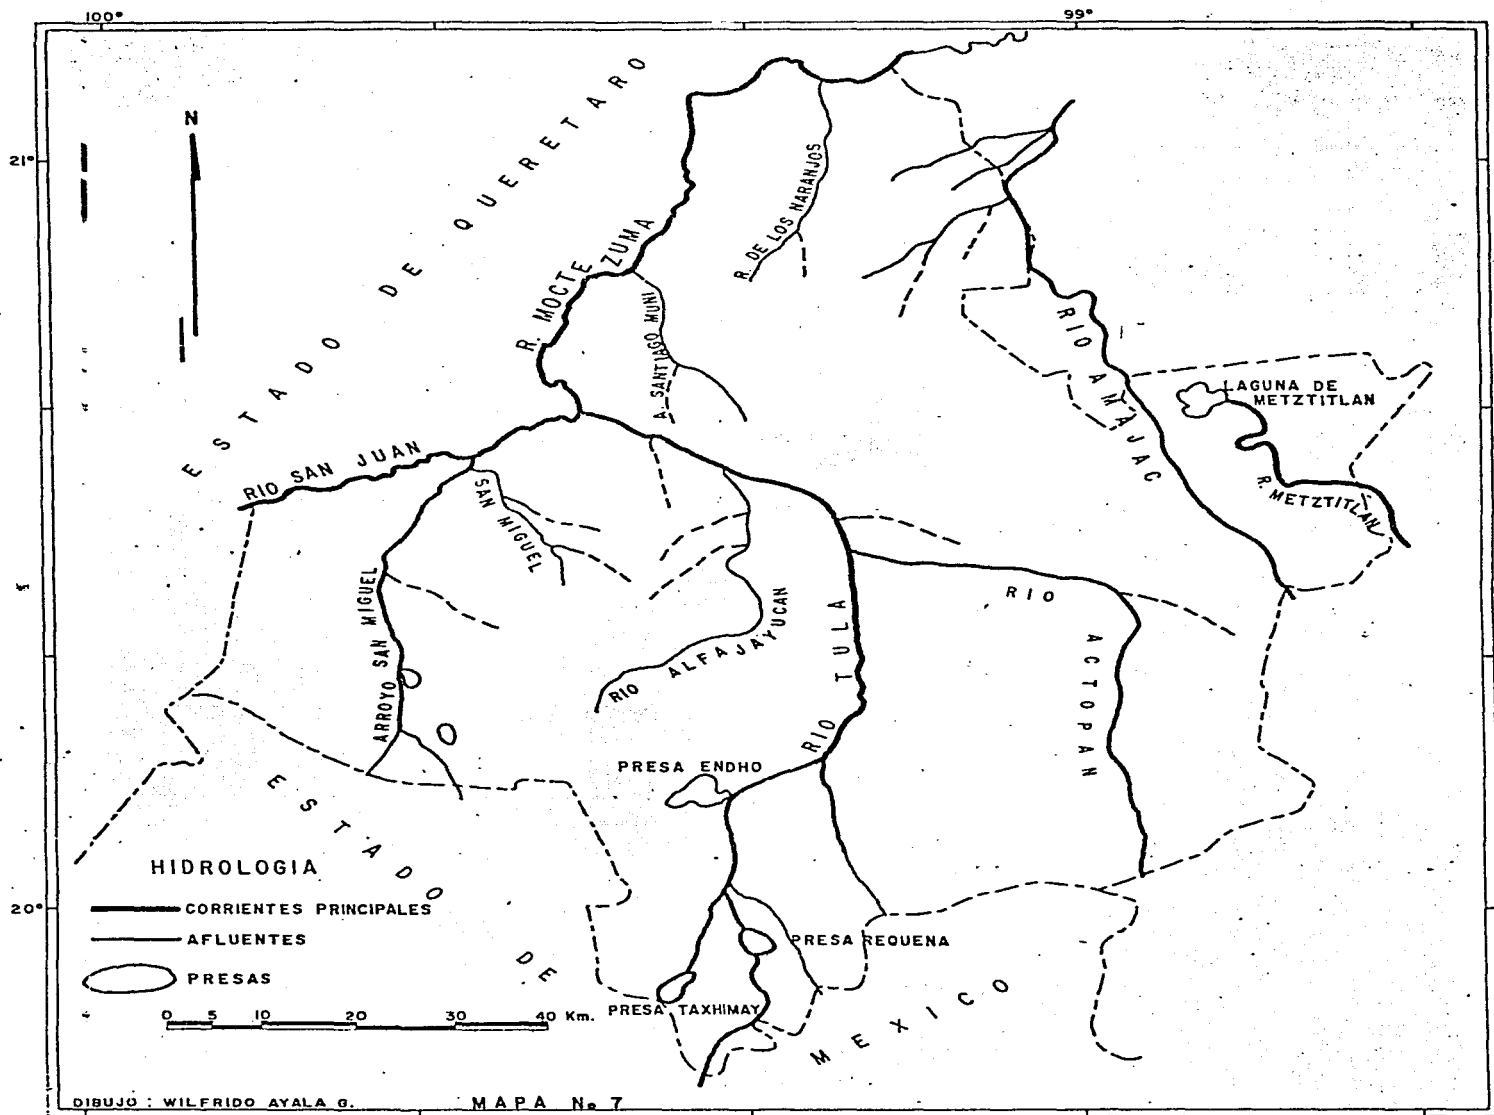 100°
99°
N
21°
ESTADO DE QUERETARO
R. MOCTEZUMA
R. DE LOS NARANJOS
A. SANTIAGO MUNI
RIO AMAJAC
LAGUNA DE
METZTITLAN
R. METZTITLAN
RIO SAN JUAN
SAN MIGUEL
ARROYO SAN MIGUEL
RIO ALFAJAYUCAN
RIO TULA
RIO ACTOPAN
PRESA ENDHO
ESTADO DE MEXICO
HIDROLOGIA
20°
CORRIENTES PRINCIPALES
AFLUENTES
PRESAS
PRESA REQUENA
PRESA TAXHIMAY
0 5 10 20 30 40 Km.
DIBUJO : WILFRIDO AYALA G.
MAPA No 7